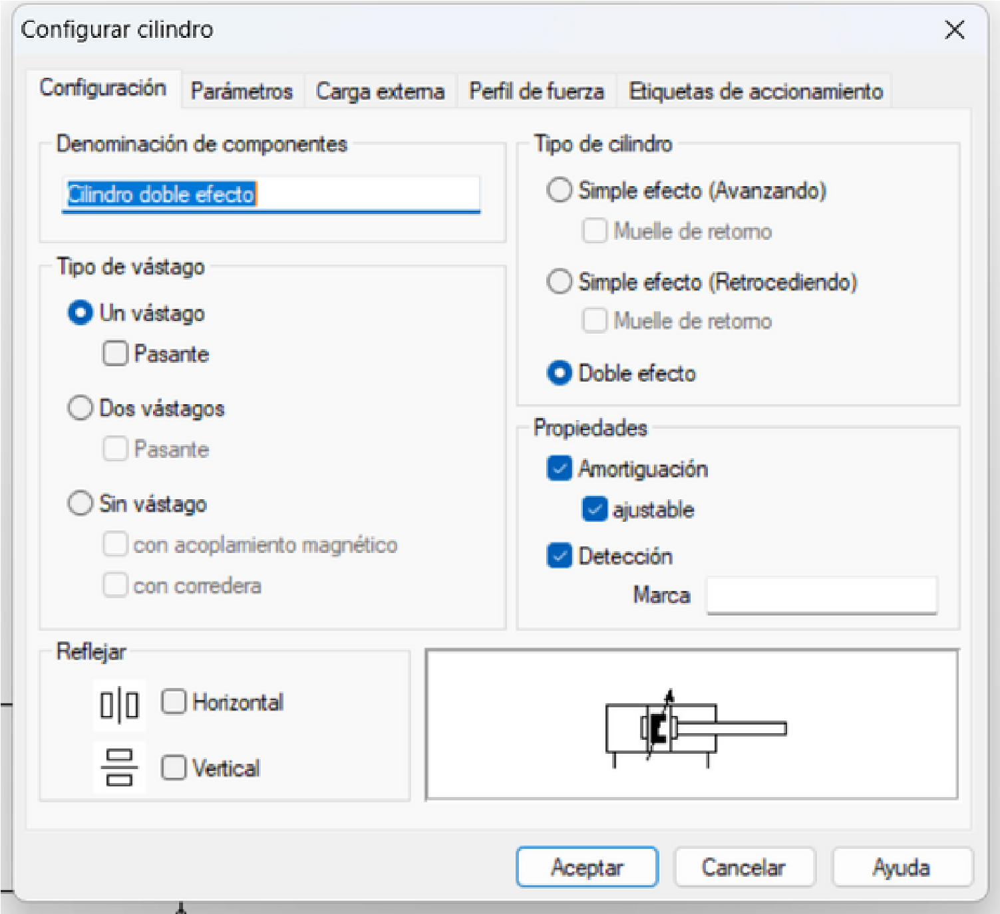 Configurar cilindro
Configuración
Parámetros
Carga externa
Perfil de fuerza
Etiquetas de accionamiento
Denominación de componentes
Cilindro doble efecto
Tipo de vástago
Un vástago
Pasante
Dos vástagos
Pasante
Sin vástago
con acoplamiento magnético
con corredera
Tipo de cilindro
Simple efecto (Avanzando)
Muelle de retorno
Simple efecto (Retrocediendo)
Muelle de retorno
Doble efecto
Propiedades
Amortiguación
ajustable
Detección
Marca
Reflejar
Horizontal
Vertical
Aceptar
Cancelar
Ayuda